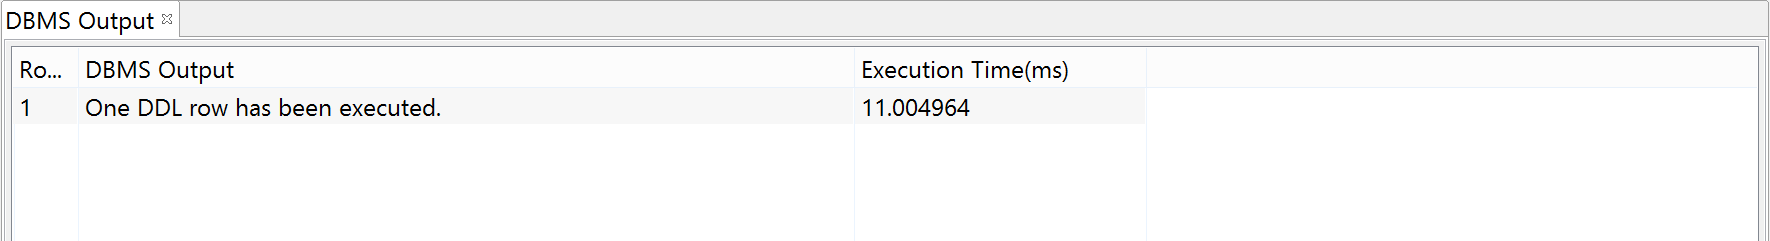 DBMS Output
Ro... DBMS Output Execution Time(ms)
1 One DDL row has been executed. 11.004964